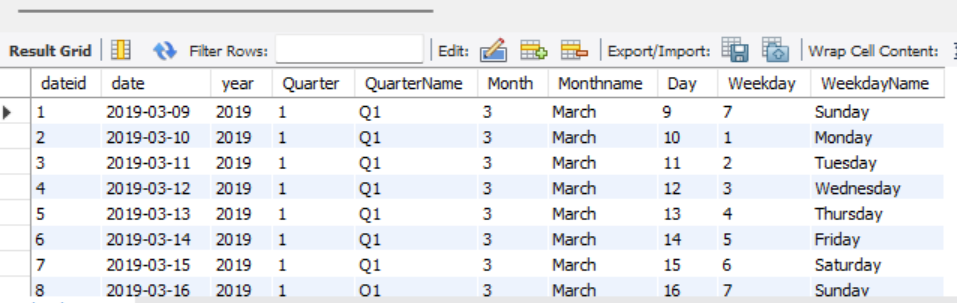 Result Grid Filter Rows: Edit: Export/Import: Wrap Cell Content:
dateid date year Quarter QuarterName Month Monthname Day Weekday WeekdayName
1 2019-03-09 2019 1 Q1 3 March 9 7 Sunday
2 2019-03-10 2019 1 Q1 3 March 10 1 Monday
3 2019-03-11 2019 1 Q1 3 March 11 2 Tuesday
4 2019-03-12 2019 1 Q1 3 March 12 3 Wednesday
5 2019-03-13 2019 1 Q1 3 March 13 4 Thursday
6 2019-03-14 2019 1 Q1 3 March 14 5 Friday
7 2019-03-15 2019 1 Q1 3 March 15 6 Saturday
8 2019-03-16 2019 1 Q1 3 March 16 7 Sunday